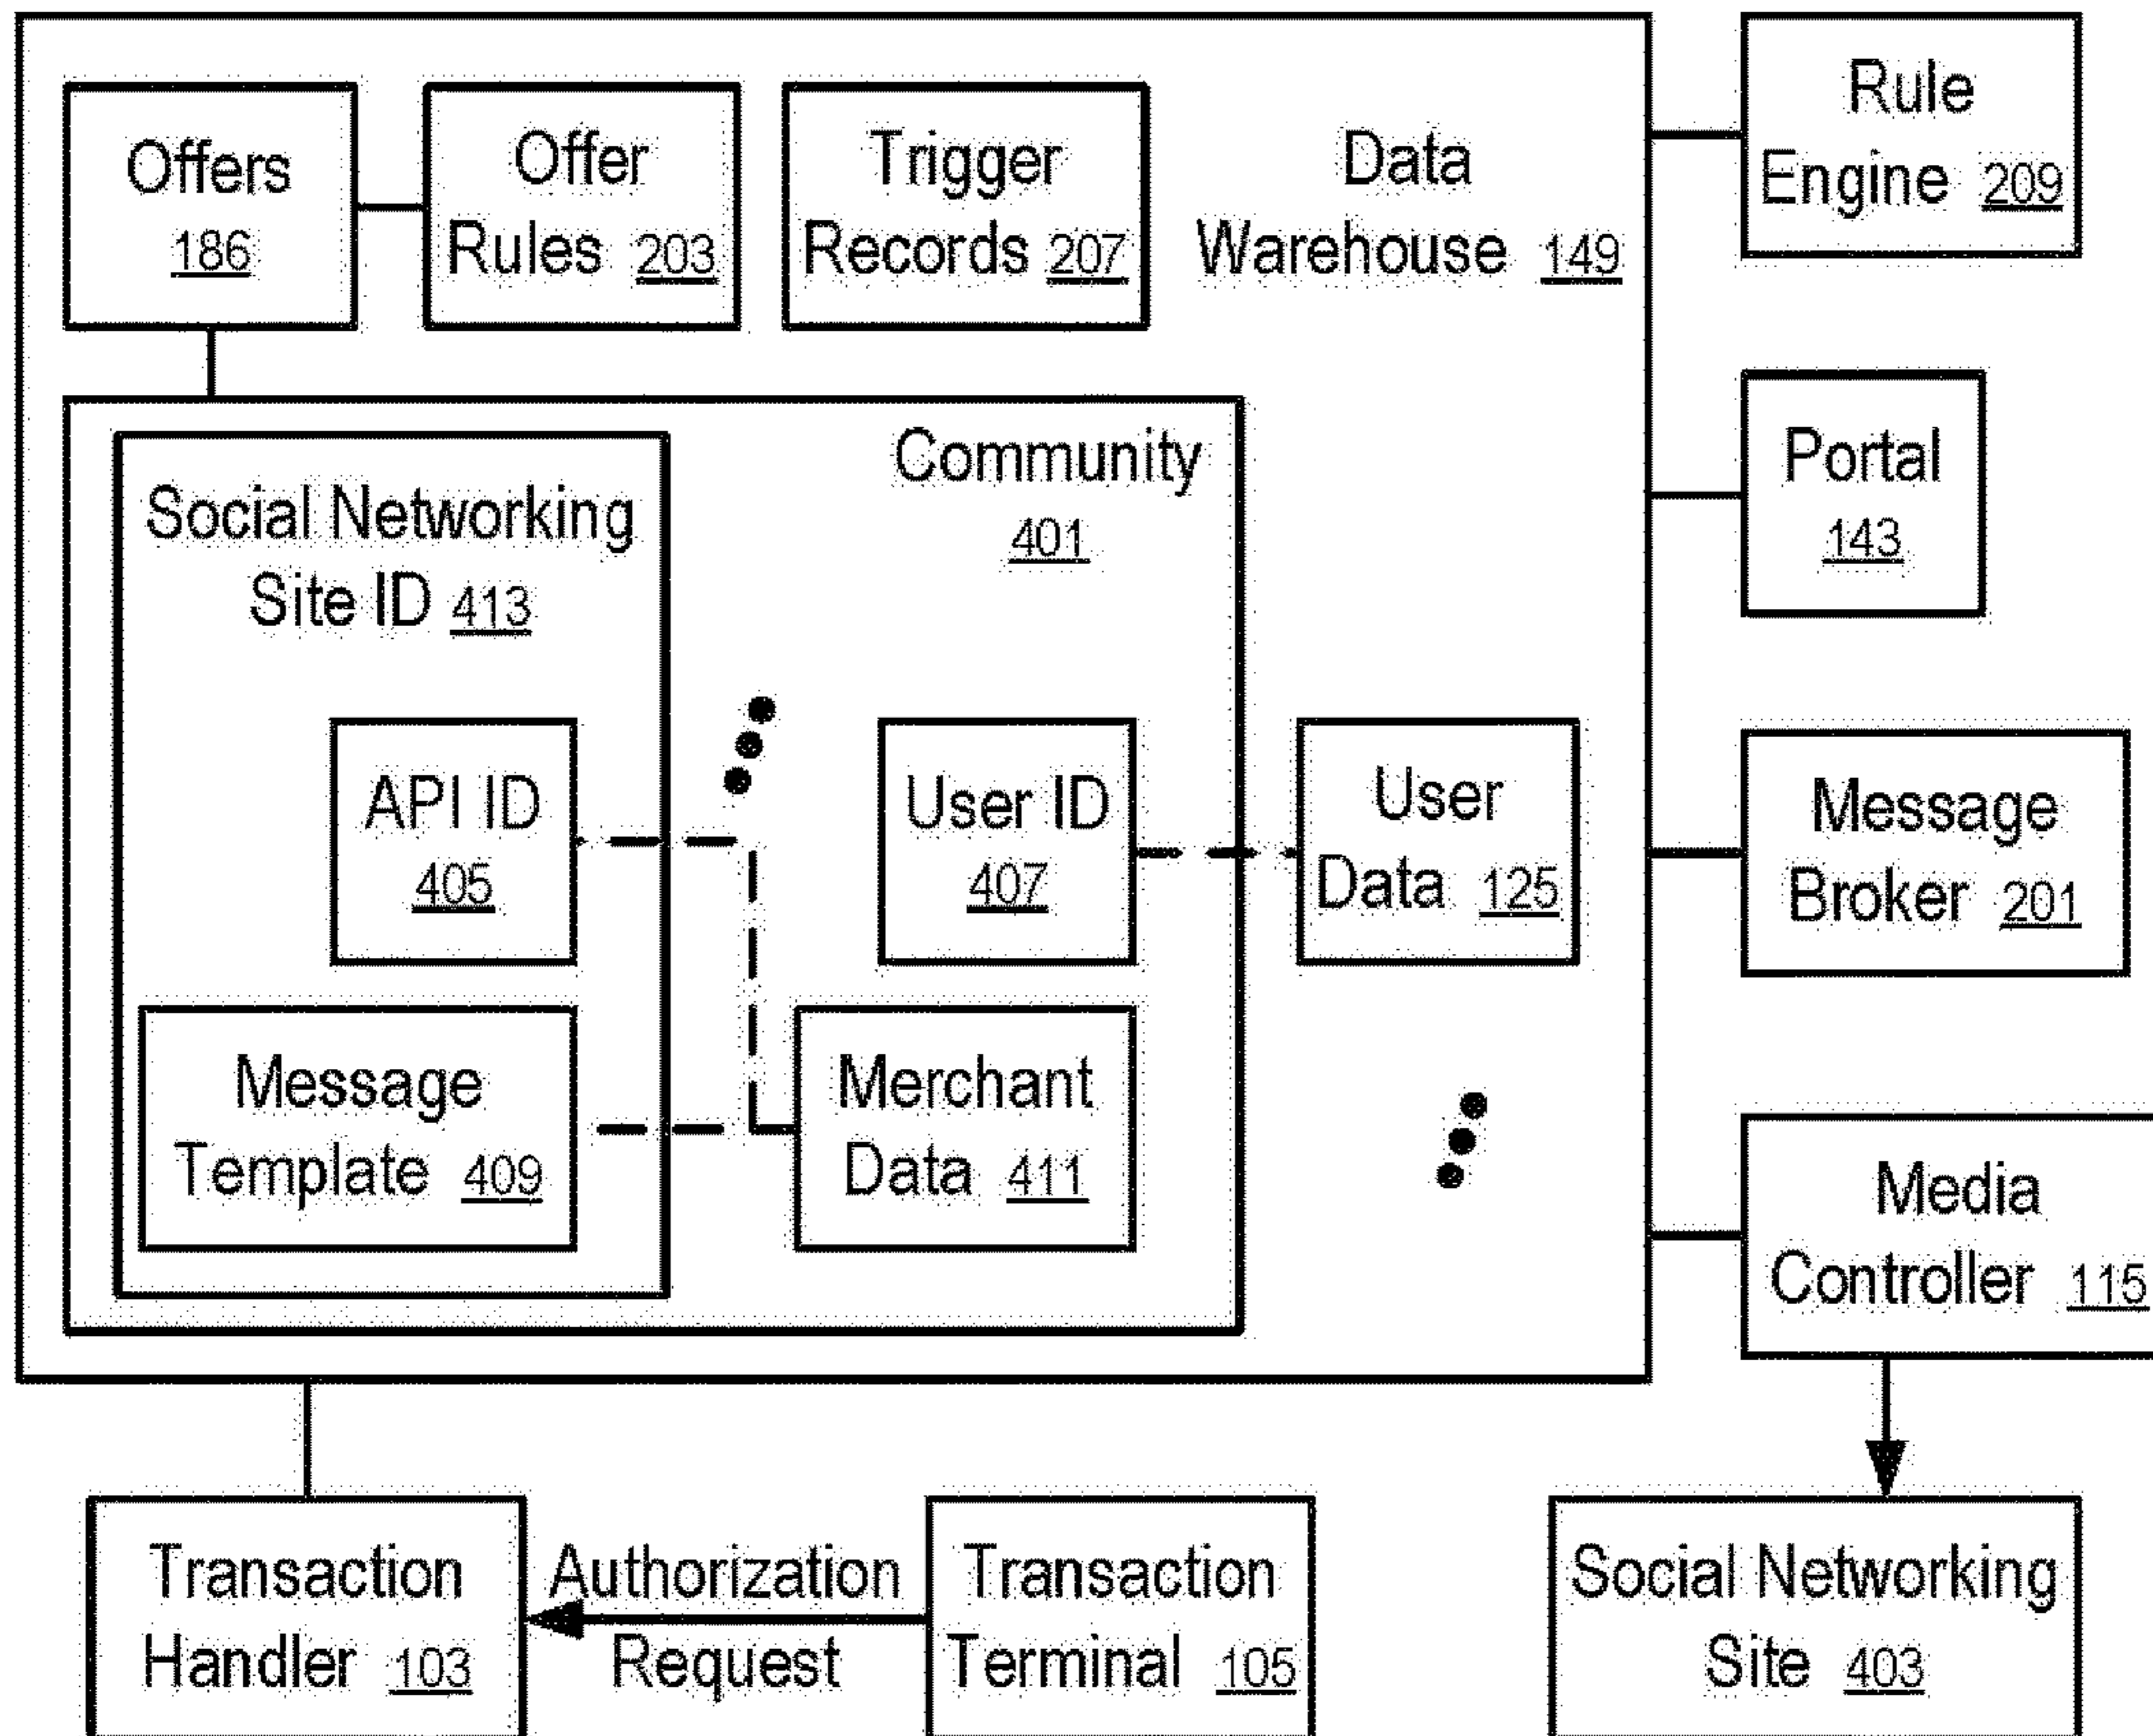 Offers
186
Offer
Rules 203
Trigger
Records 207
Data
Warehouse 149
Rule
Engine 209
Community
401
Social Networking
Site ID 413
Portal
143
API ID
405
User ID
407
User
Data 125
Message
Broker 201
Message
Template 409
Merchant
Data 411
Media
Controller 115
Transaction
Handler 103
Authorization
Request
Transaction
Terminal 105
Social Networking
Site 403